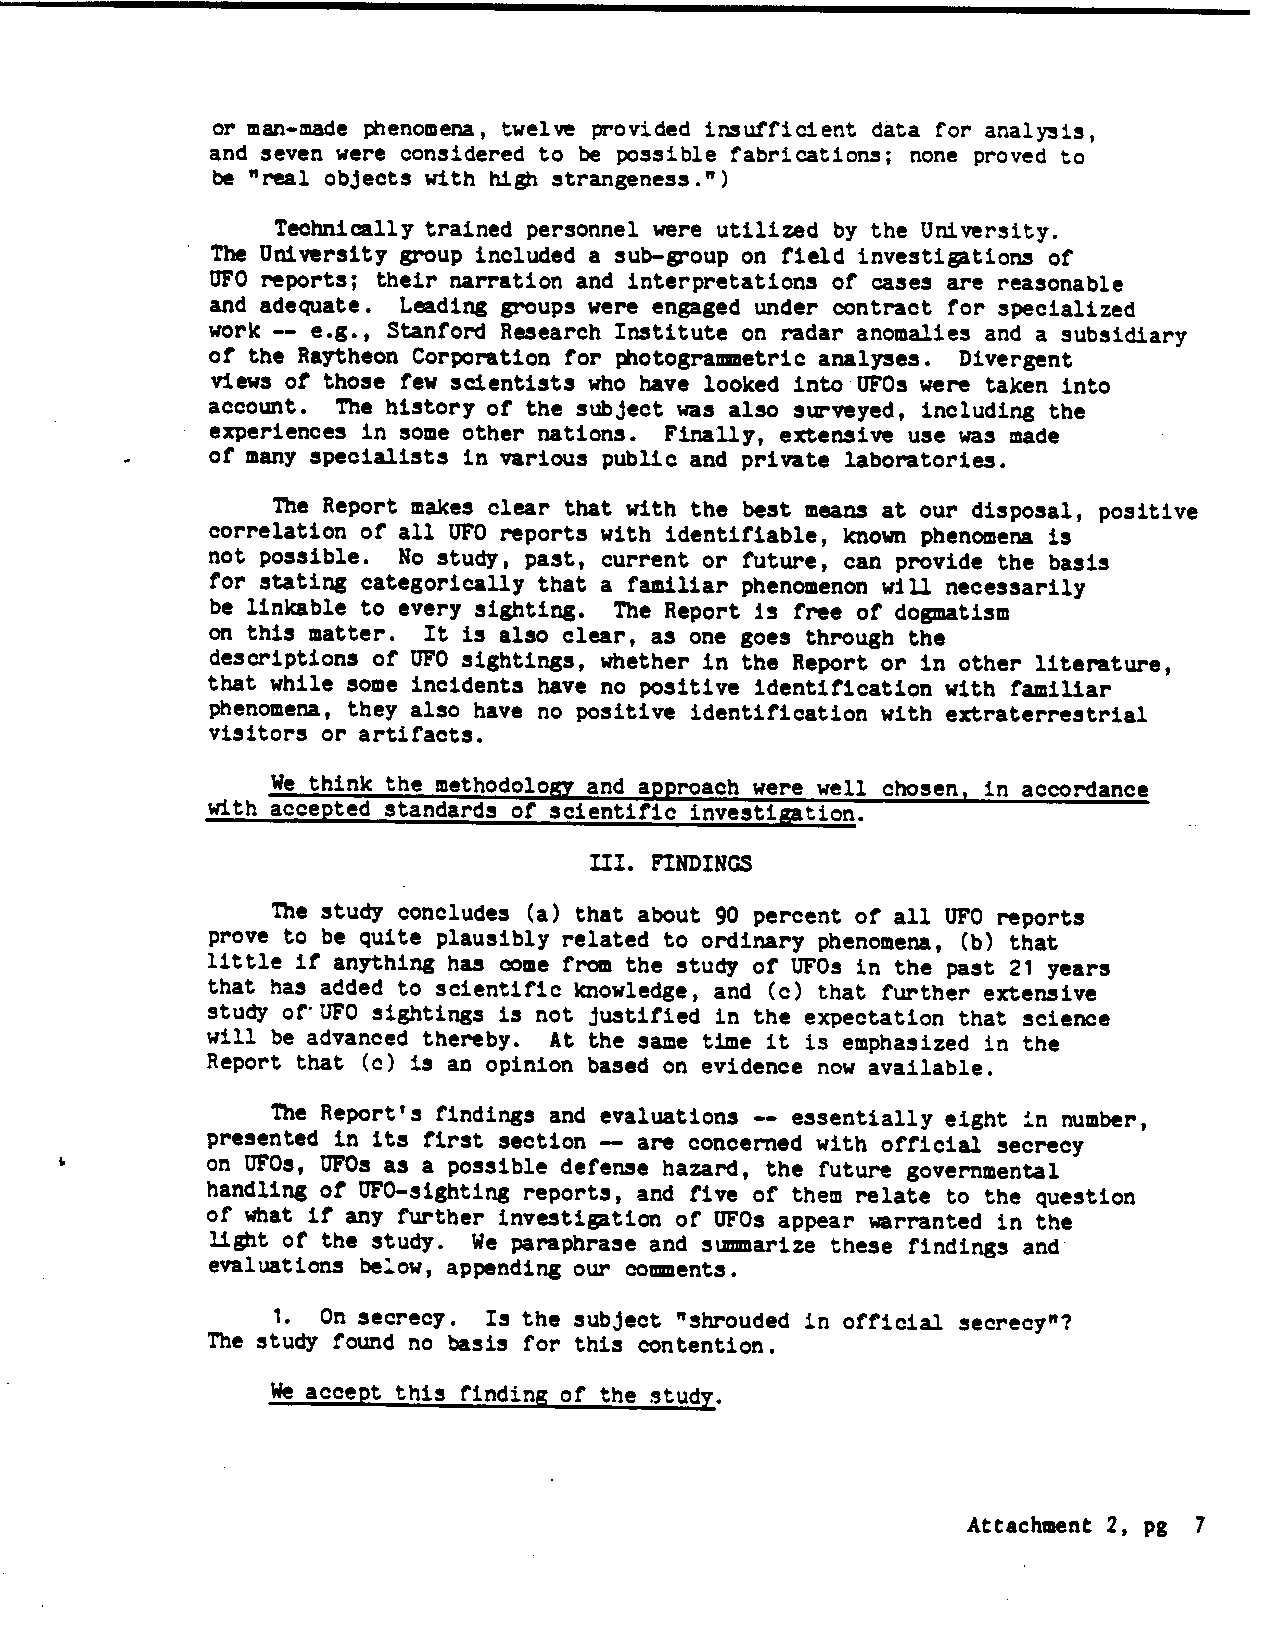 or man-made phenomena, twelve provided insufficient data for analysis,
and seven were considered to be possible fabrications; none proved to
be "real objects with high strangeness.")
Technically trained personnel were utilized by the University.
The University group included a sub-group on field investigations of
UFO reports; their narration and interpretations of cases are reasonable
and adequate. Leading groups were engaged under contract for specialized
work -- e.g., Stanford Research Institute on radar anomalies and a subsidiary
of the Raytheon Corporation for photogrammetric analyses. Divergent
views of those few scientists who have looked into UFOs were taken into
account. The history of the subject was also surveyed, including the
experiences in some other nations. Finally, extensive use was made
of many specialists in various public and private laboratories.
The Report makes clear that with the best means at our disposal, positive
correlation of all UFO reports with identifiable, known phenomena is
not possible. No study, past, current or future, can provide the basis
for stating categorically that a familiar phenomenon will necessarily
be linkable to every sighting. The Report is free of dogmatism
on this matter. It is also clear, as one goes through the
descriptions of UFO sightings, whether in the Report or in other literature,
that while some incidents have no positive identification with familiar
phenomena, they also have no positive identification with extraterrestrial
visitors or artifacts.
We think the methodology and approach were well chosen, in accordance
with accepted standards of scientific investigation.
III. FINDINGS
The study concludes (a) that about 90 percent of all UFO reports
prove to be quite plausibly related to ordinary phenomena, (b) that
little if anything has come from the study of UFOs in the past 21 years
that has added to scientific knowledge, and (c) that further extensive
study of UFO sightings is not justified in the expectation that science
will be advanced thereby. At the same time it is emphasized in the
Report that (c) is an opinion based on evidence now available.
The Report's findings and evaluations -- essentially eight in number,
presented in its first section -- are concerned with official secrecy
on UFOs, UFOs as a possible defense hazard, the future governmental
handling of UFO-sighting reports, and five of them relate to the question
of what if any further investigation of UFOs appear warranted in the
light of the study. We paraphrase and summarize these findings and
evaluations below, appending our comments.
1. On secrecy. Is the subject "shrouded in official secrecy"?
The study found no basis for this contention.
We accept this finding of the study.
Attachment 2, pg 7